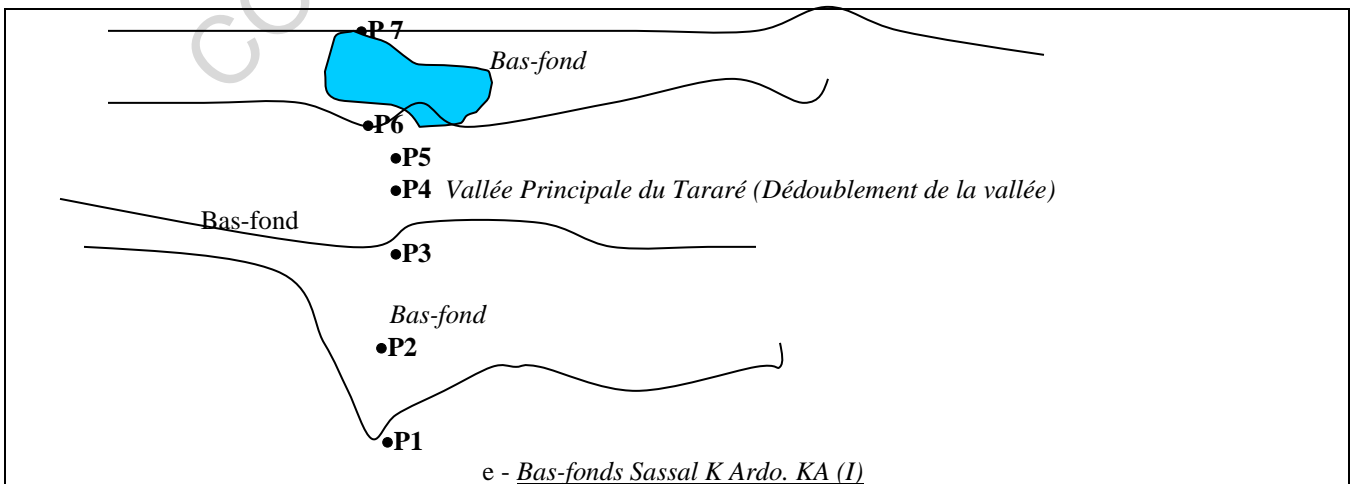 P 7
Bas-fond
P6
P5
P4 Vallée Principale du Tararé (Dédoublement de la vallée)
Bas-fond
P3
Bas-fond
P2
P1
e - Bas-fonds Sassal K Ardo. KA (I)